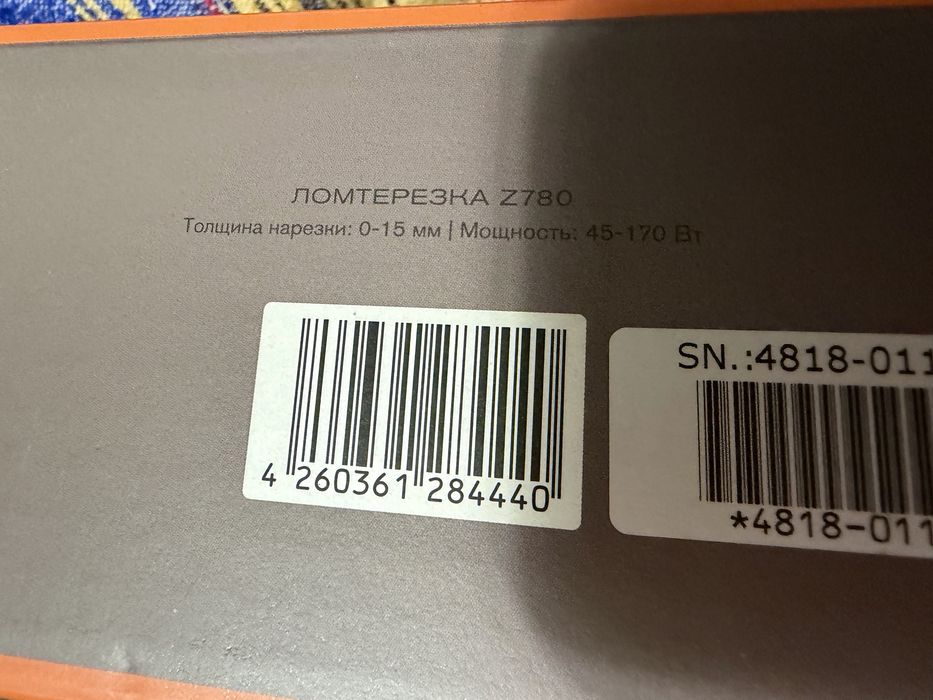 ЛОМТЕРЕЗКА Z780
Толщина нарезки: 0-15 мм | Мощность: 45-170 Вт
4 260361 284440
SN.:4818-011
*4818-011